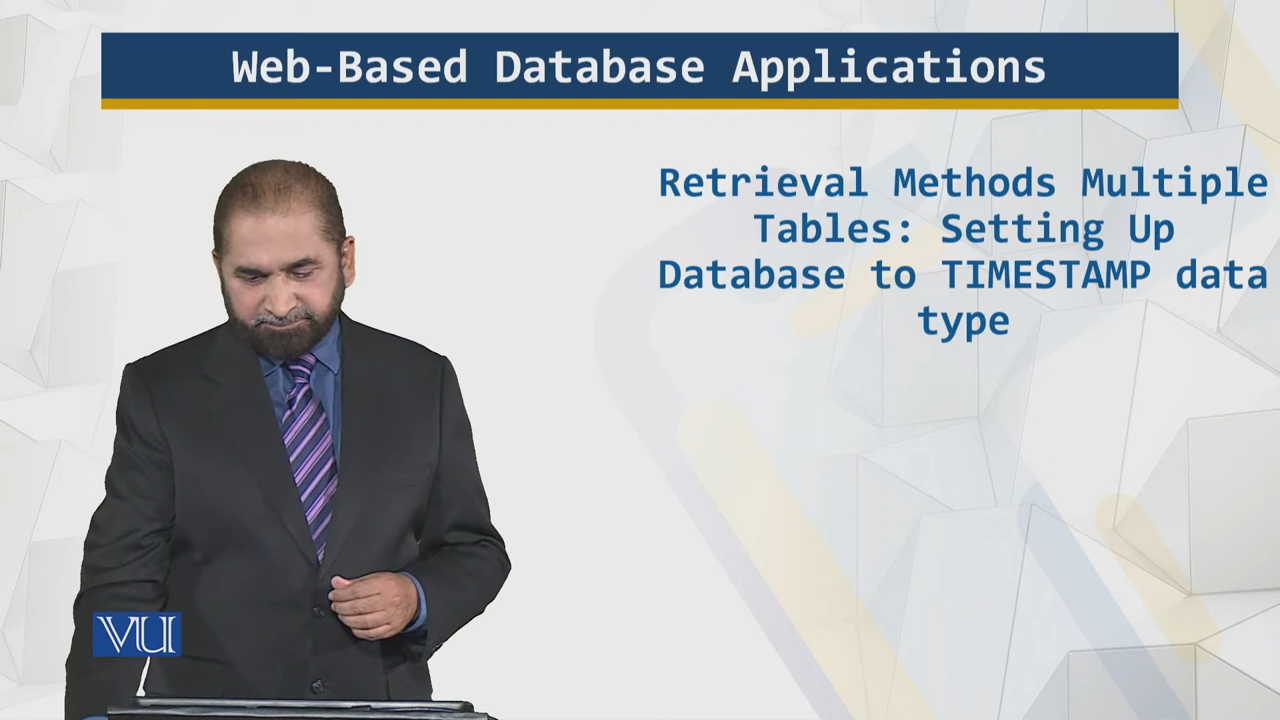 Web-Based Database Applications
Retrieval Methods Multiple
Tables: Setting Up
Database to TIMESTAMP data
type
VU